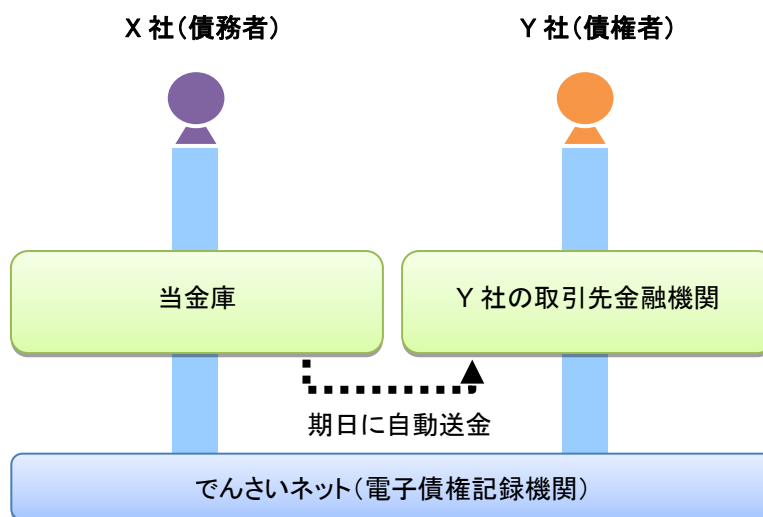 X 社（債務者）
Y 社（債権者）
当金庫
Y 社の取引先金融機関
期日に自動送金
でんさいネット（電子債権記録機関）